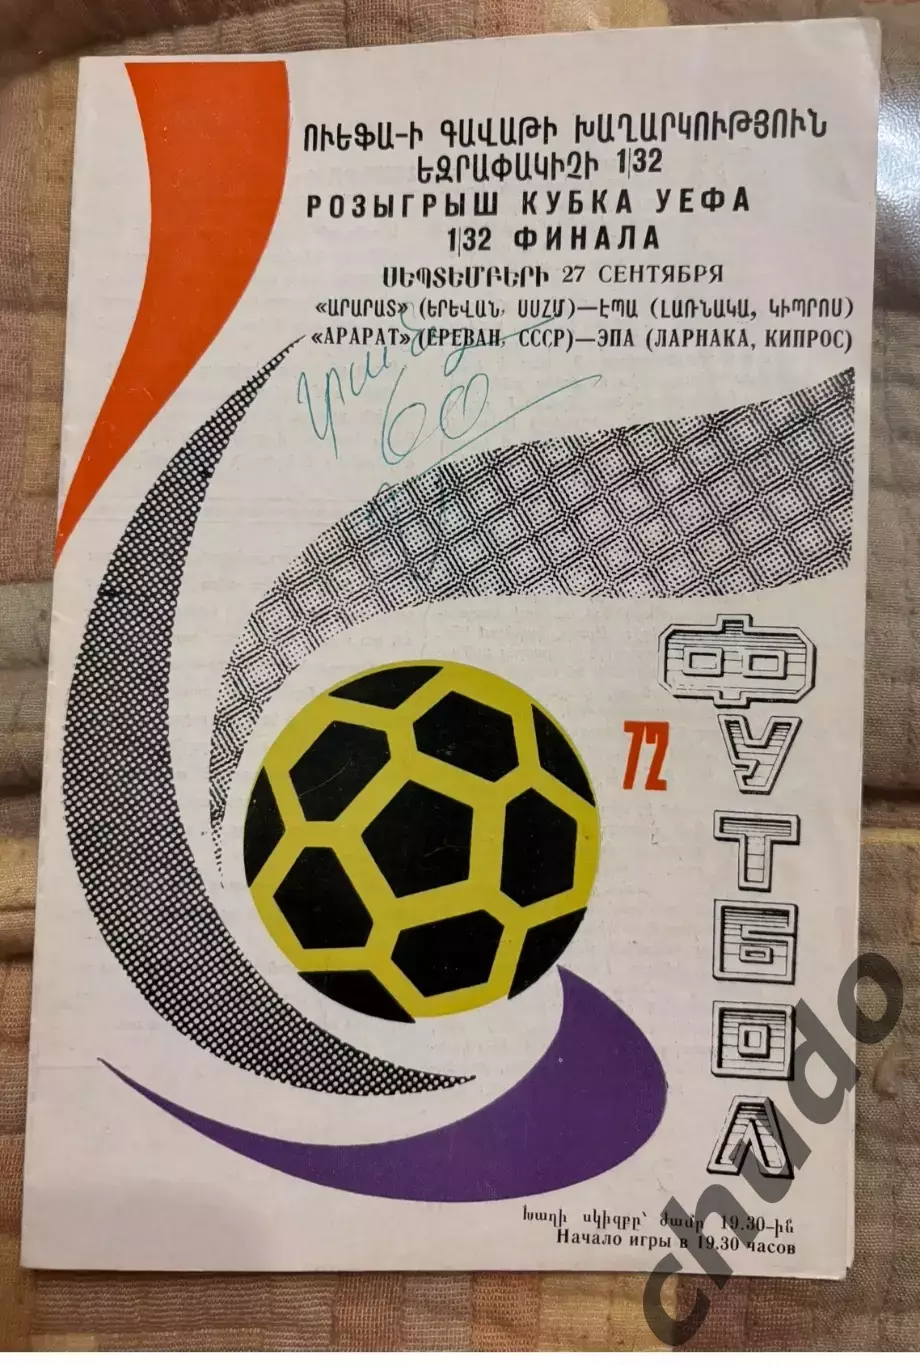 ՈՒԵՖԱ-Ի ԳԱՎԱԹԻ ԽԱՂԱՐԿՈՒԹՅՈՒՆ
ԵԶՐԱՓԱԿԻՉԻ 1/32
РОЗЫГРЫШ КУБКА УЕФА
1/32 ФИНАЛА
ՍԵՊՏԵՄԲԵՐԻ 27 СЕНТЯБРЯ
«ԱՐԱՐԱՏ» (ԵՐԵՎԱՆ, ՍՍՀՄ)—ԷՊԱ (ԼԱՌՆԱԿԱ, ԿԻՊՐՈՍ)
«АРАРАТ» (ЕРЕВАН, СССР)—ЭПА (ЛАРНАКА, КИПРОС)
60
72
ФУТБОЛ
Խաղի սկիզբը՝ ժամը 19.30-ին
Начало игры в 19.30 часов
chudo